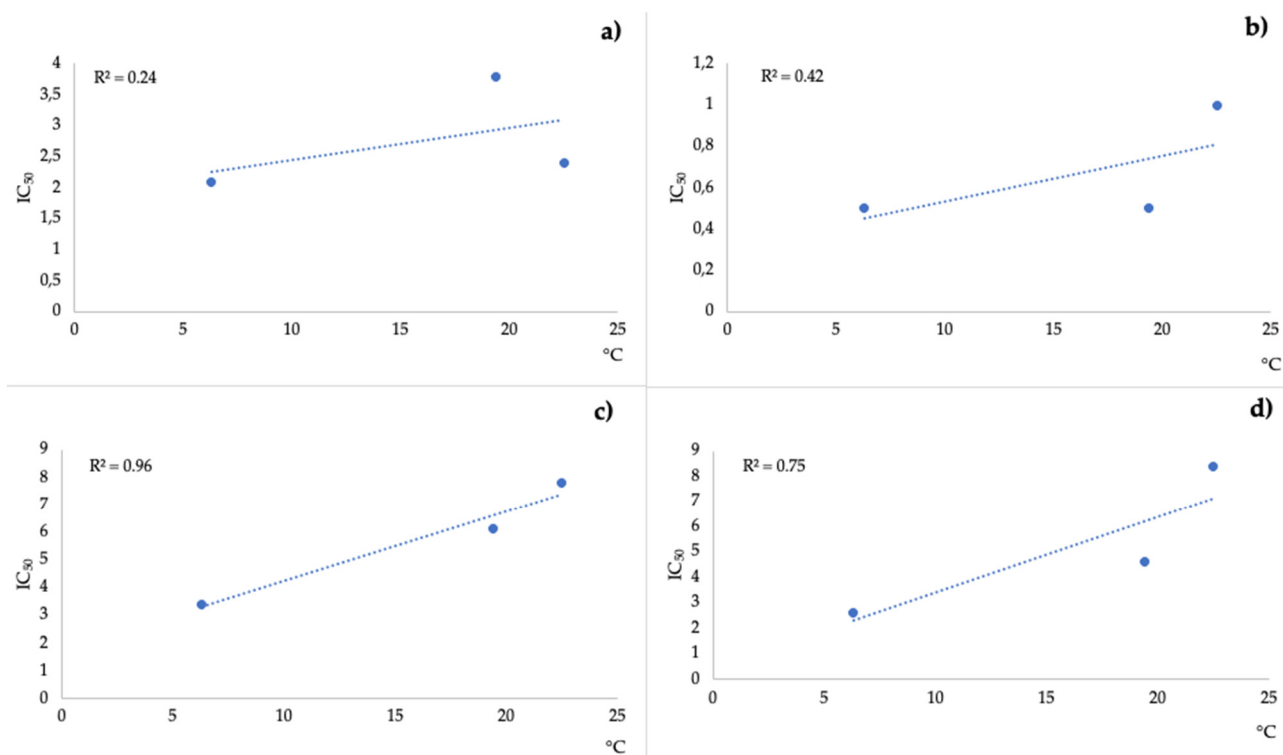 a)
R² = 0.24
IC₅₀
4
3,5
3
2,5
2
1,5
1
0,5
0
0 5 10 15 20 25
°C
b)
R² = 0.42
IC₅₀
1,2
1
0,8
0,6
0,4
0,2
0
0 5 10 15 20 25
°C
c)
R² = 0.96
IC₅₀
9
8
7
6
5
4
3
2
1
0
0 5 10 15 20 25
°C
d)
R² = 0.75
IC₅₀
9
8
7
6
5
4
3
2
1
0
0 5 10 15 20 25
°C